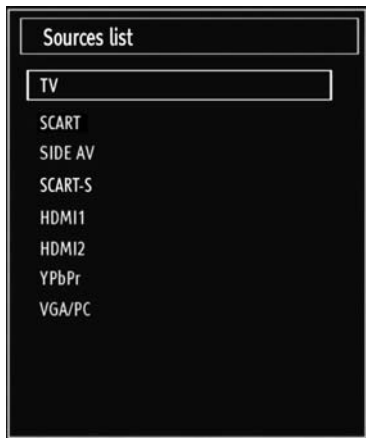 Sources list
TV
SCART
SIDE AV
SCART-S
HDMI1
HDMI2
YPbPr
VGA/PC